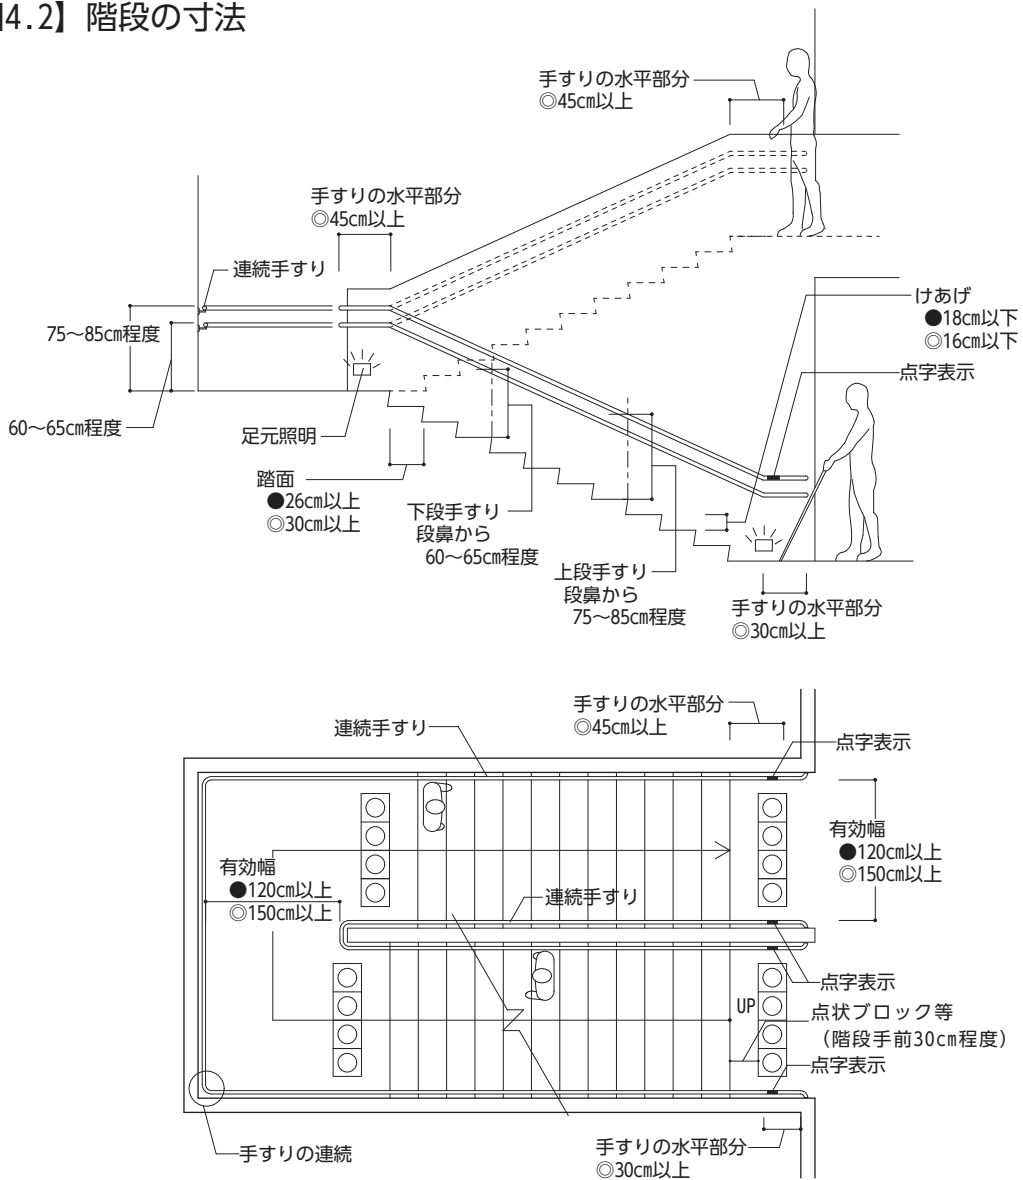 4.2】階段の寸法
手すりの水平部分
◎45㎝以上
手すりの水平部分
◎45㎝以上
連続手すり
75〜85㎝程度
60〜65㎝程度
足元照明
踏面
●26㎝以上
◎30㎝以上
下段手すり
段鼻から
60〜65㎝程度
上段手すり
段鼻から
75〜85㎝程度
けあげ
●18㎝以下
◎16㎝以下
点字表示
手すりの水平部分
◎30㎝以上
手すりの水平部分
◎45㎝以上
連続手すり
点字表示
有効幅
●120㎝以上
◎150㎝以上
有効幅
●120㎝以上
◎150㎝以上
連続手すり
点字表示
UP
点状ブロック等
（階段手前30㎝程度）
点字表示
手すりの連続
手すりの水平部分
◎30㎝以上